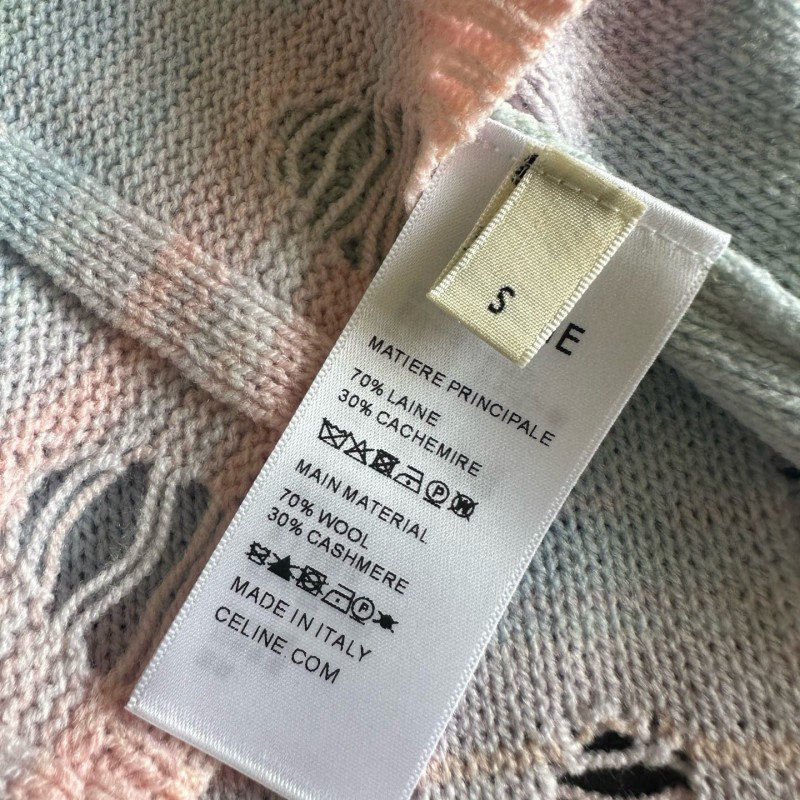 S
E
MATIERE PRINCIPALE
70% LAINE
30% CACHEMIRE
MAIN MATERIAL
70% WOOL
30% CASHMERE
MADE IN ITALY
CELINE.COM